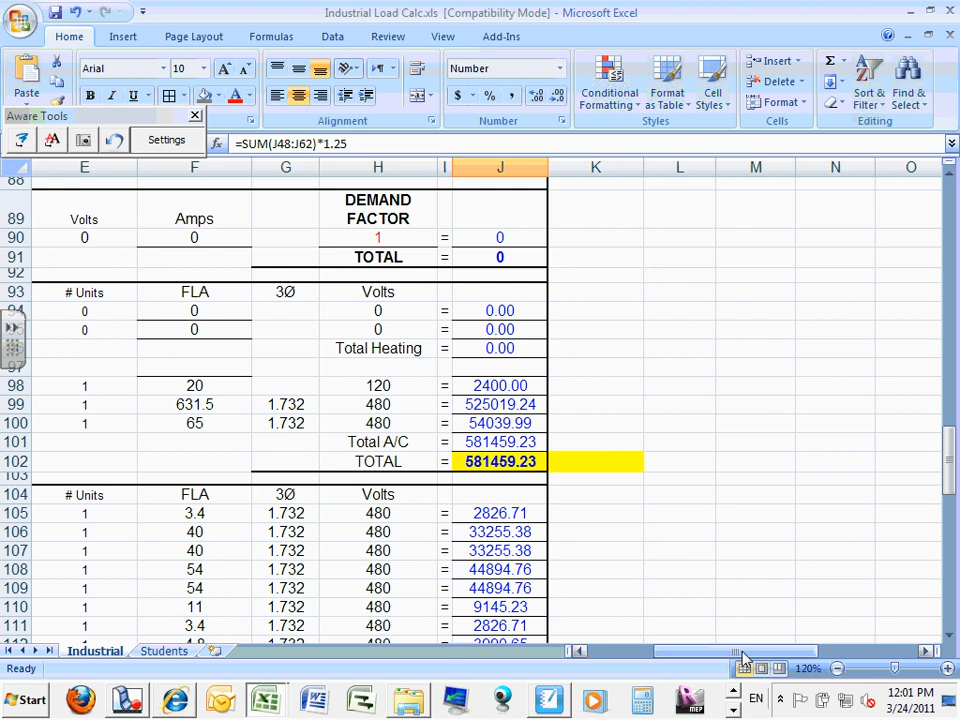 Industrial Load Calc.xls [Compatibility Mode] - Microsoft Excel
Home Insert Page Layout Formulas Data Review View Add-Ins
Paste Arial 10 A A Number Conditional Formatting Format as Table Cell Styles Insert Delete Format Σ Sort & Filter Find & Select
B I U A $ % ,
Alignment Number Styles Cells Editing
Aware Tools
Settings
fx =SUM(J48:J62)*1.25
E F G H I J K L M N O
88
89 Volts Amps DEMAND FACTOR
90 0 0 1 = 0
91 TOTAL = 0
92
93 # Units FLA 3Ø Volts
94 0 0 0 = 0.00
95 0 0 0 = 0.00
Total Heating = 0.00
97
98 1 20 120 = 2400.00
99 1 631.5 1.732 480 = 525019.24
100 1 65 1.732 480 = 54039.99
101 Total A/C = 581459.23
102 TOTAL = 581459.23
103
104 # Units FLA 3Ø Volts
105 1 3.4 1.732 480 = 2826.71
106 1 40 1.732 480 = 33255.38
107 1 40 1.732 480 = 33255.38
108 1 54 1.732 480 = 44894.76
109 1 54 1.732 480 = 44894.76
110 1 11 1.732 480 = 9145.23
111 1 3.4 1.732 480 = 2826.71
112 1 4.8 1.732 480 = 3990.65
Industrial Students
Ready 120%
Start MEP EN 12:01 PM
3/24/2011